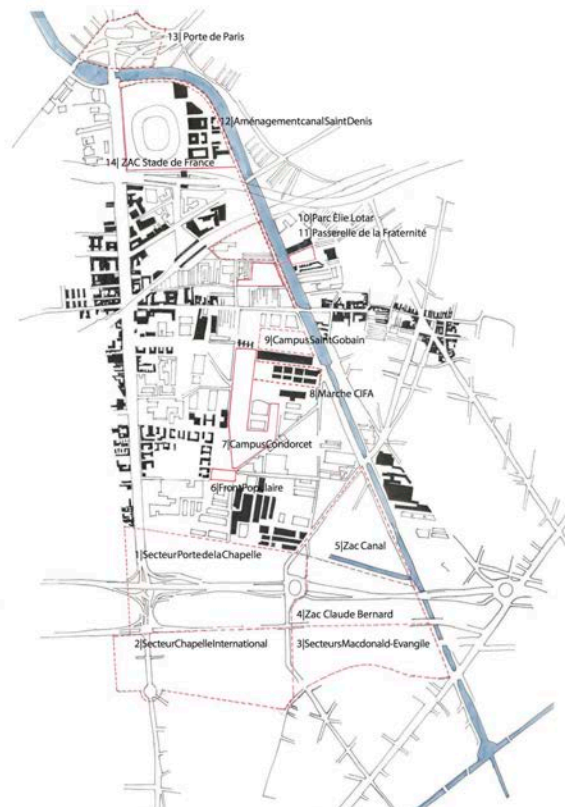 13| Porte de Paris
12|AménagementcanalSaintDenis
14| ZAC Stade de France
10|Parc Élie Lotar
11|Passerelle de la Fraternité
9|CampusSaintGobain
8|Marche CIFA
7|CampusCondorcet
6|FrontPopulaire
1|SecteurPortedelaChapelle
5|Zac Canal
4|Zac Claude Bernard
2|SecteurChapelleInternational
3|SecteursMacdonald-Evangile